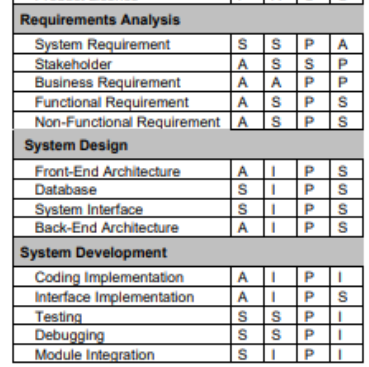 Requirements Analysis
System Requirement S S P A
Stakeholder A S S P
Business Requirement A A P P
Functional Requirement A S P S
Non-Functional Requirement A S P S
System Design
Front-End Architecture A I P S
Database S I P S
System Interface S I P S
Back-End Architecture A I P S
System Development
Coding Implementation A I P I
Interface Implementation A I P S
Testing S S P I
Debugging S S P I
Module Integration S I P I